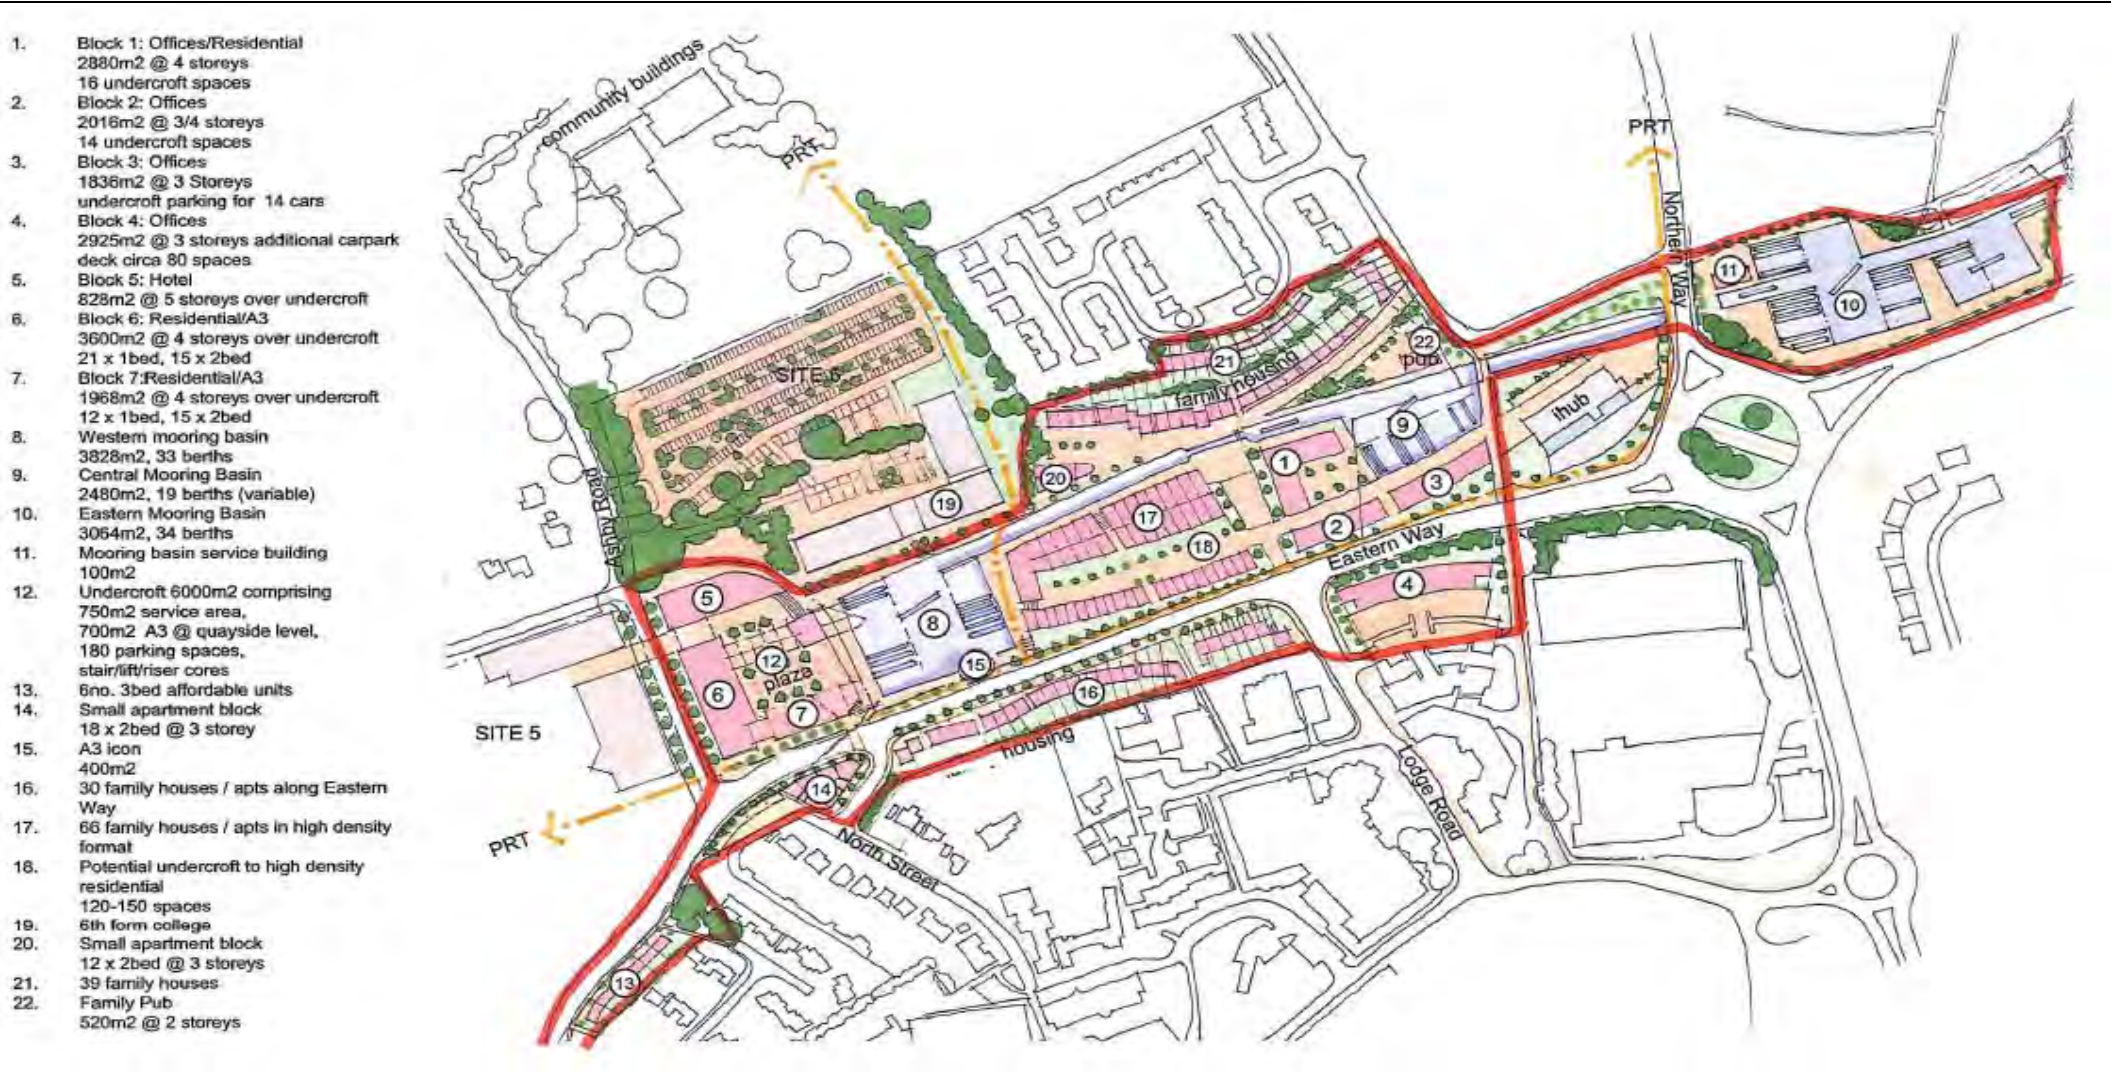 1. Block 1: Offices/Residential
2880m2 @ 4 storeys
16 undercroft spaces
2. Block 2: Offices
2016m2 @ 3/4 storeys
14 undercroft spaces
3. Block 3: Offices
1836m2 @ 3 Storeys
undercroft parking for 14 cars
4. Block 4: Offices
2925m2 @ 3 storeys additional carpark
deck circa 80 spaces
5. Block 5: Hotel
828m2 @ 5 storeys over undercroft
6. Block 6: Residential/A3
3600m2 @ 4 storeys over undercroft
21 x 1bed, 15 x 2bed
7. Block 7:Residential/A3
1968m2 @ 4 storeys over undercroft
12 x 1bed, 15 x 2bed
8. Western mooring basin
3828m2, 33 berths
9. Central Mooring Basin
2480m2, 19 berths (variable)
10. Eastern Mooring Basin
3064m2, 34 berths
11. Mooring basin service building
100m2
12. Undercroft 6000m2 comprising
750m2 service area,
700m2 A3 @ quayside level,
180 parking spaces,
stair/lift/riser cores
13. 6no. 3bed affordable units
14. Small apartment block
18 x 2bed @ 3 storey
15. A3 icon
400m2
16. 30 family houses / apts along Eastern
Way
17. 66 family houses / apts in high density
format
18. Potential undercroft to high density
residential
120-150 spaces
19. 6th form college
20. Small apartment block
12 x 2bed @ 3 storeys
21. 39 family houses
22. Family Pub
520m2 @ 2 storeys
community buildings
PRT
PRT
Northern Way
11
10
22
pub
21
family housing
SITE 6
ihub
9
1
3
20
19
17
2
18
Eastern Way
Ashby Road
4
5
8
12
plaza
15
6
7
16
housing
SITE 5
14
Lodge Road
PRT
North Street
13